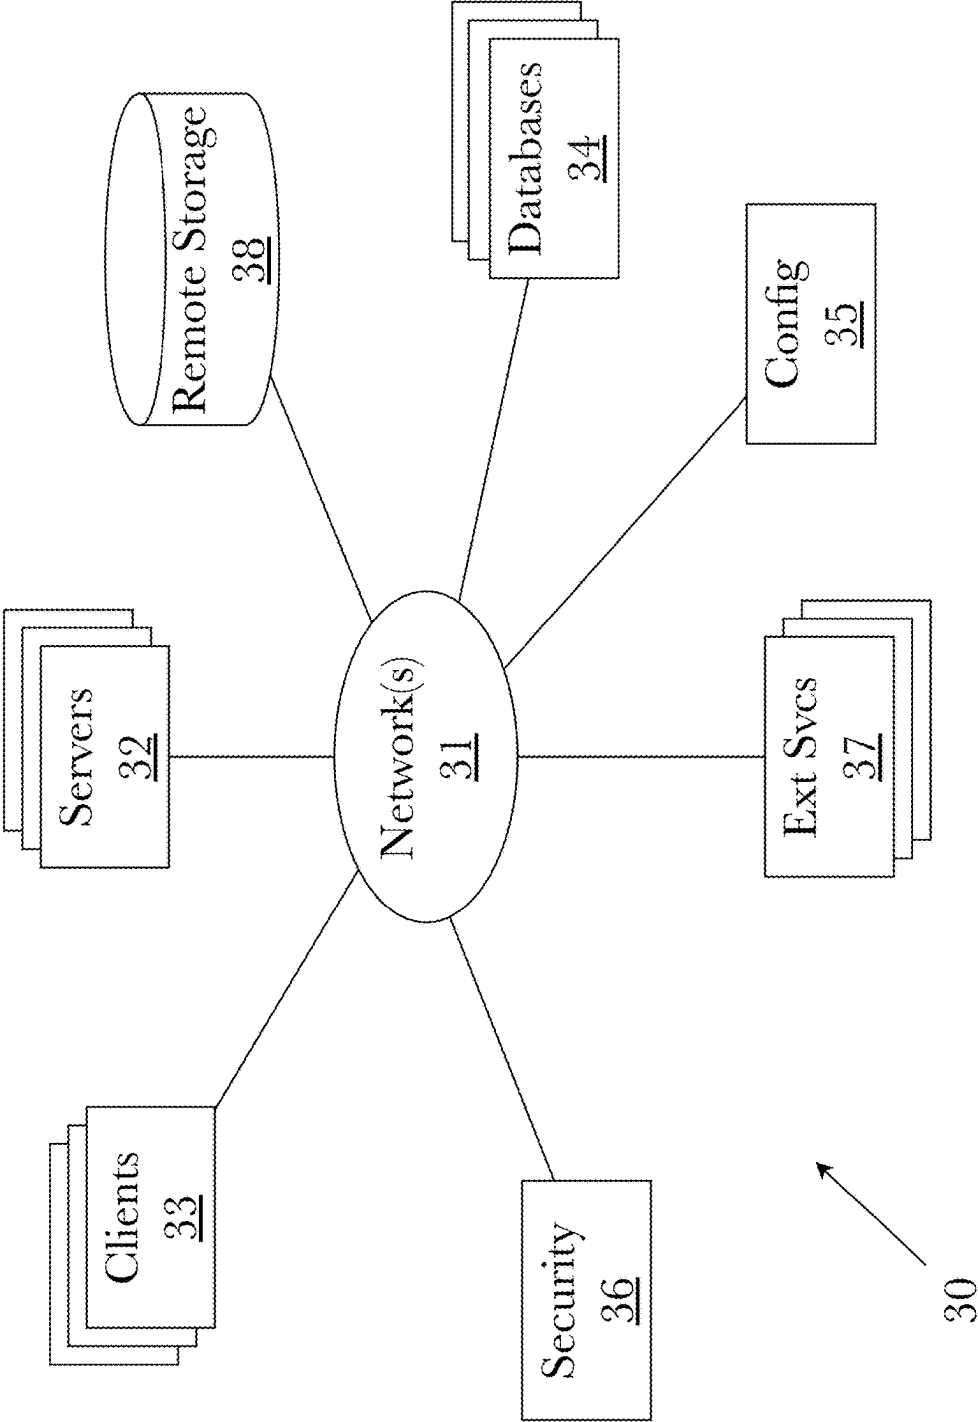 Servers
32
Clients
33
Remote Storage
38
Network(s)
31
Databases
34
Security
36
Ext Svcs
37
Config
35
30